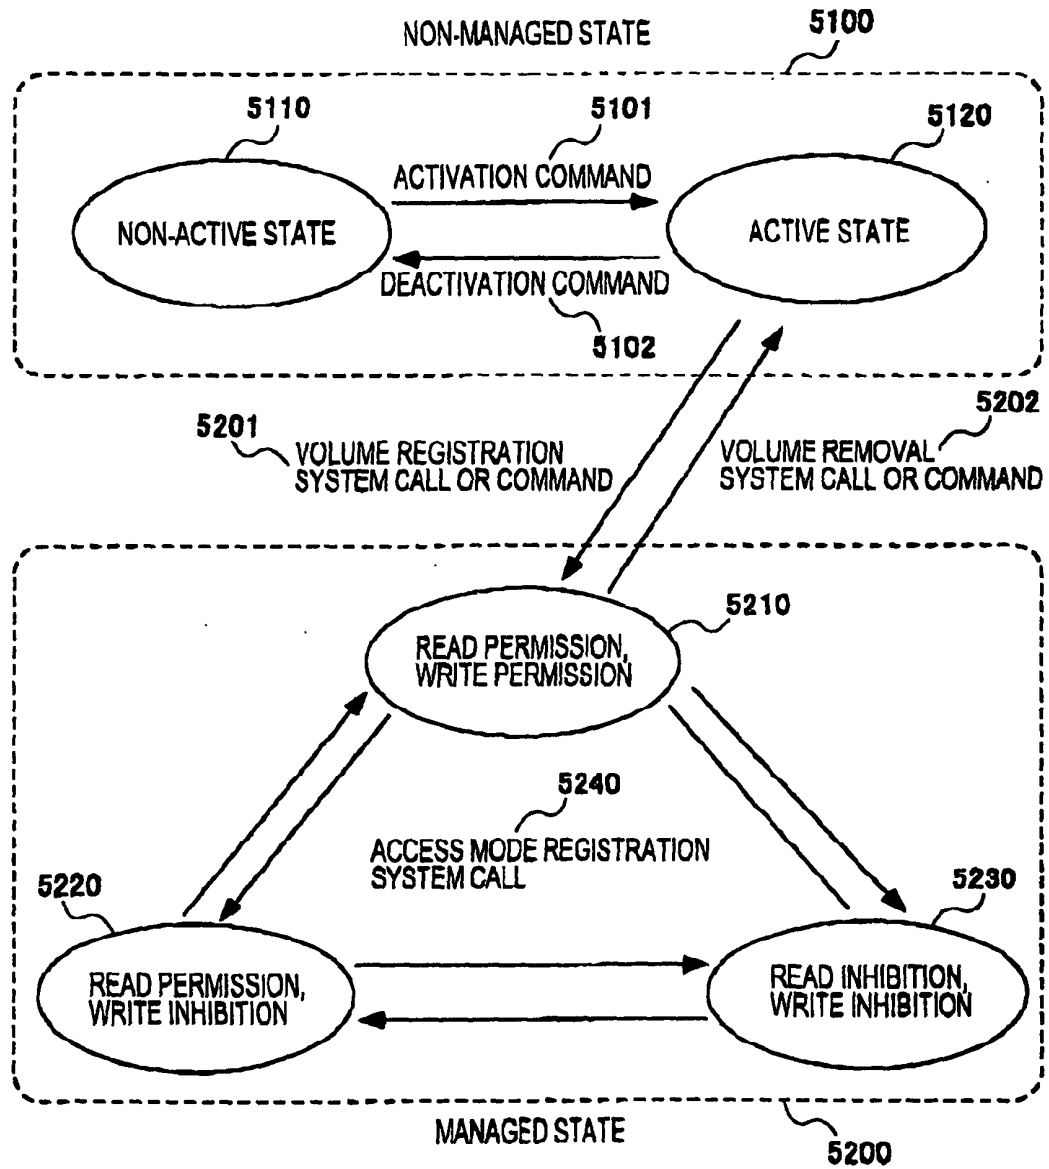 NON-MANAGED STATE
5100
5110
5101
5120
ACTIVATION COMMAND
NON-ACTIVE STATE
ACTIVE STATE
DEACTIVATION COMMAND
5102
5201
5202
VOLUME REGISTRATION
SYSTEM CALL OR COMMAND
VOLUME REMOVAL
SYSTEM CALL OR COMMAND
5210
READ PERMISSION,
WRITE PERMISSION
5240
ACCESS MODE REGISTRATION
SYSTEM CALL
5220
5230
READ PERMISSION,
WRITE INHIBITION
READ INHIBITION,
WRITE INHIBITION
MANAGED STATE
5200